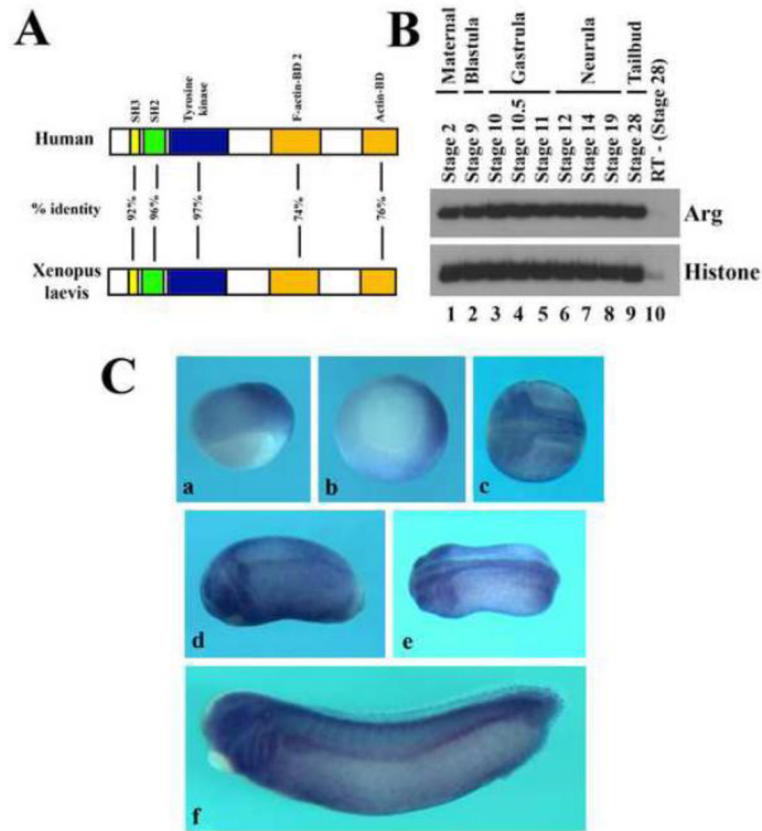 A
SH3
SH2
Tyrosine
kinase
F-actin-BD 2
Actin-BD
Human
% identity
92%
96%
97%
74%
76%
Xenopus
laevis
B
Maternal
Blastula
Gastrula
Neurula
Tailbud
Stage 2
Stage 9
Stage 10
Stage 10.5
Stage 11
Stage 12
Stage 14
Stage 19
Stage 28
RT - (Stage 28)
Arg
Histone
1 2 3 4 5 6 7 8 9 10
C
a
b
c
d
e
f